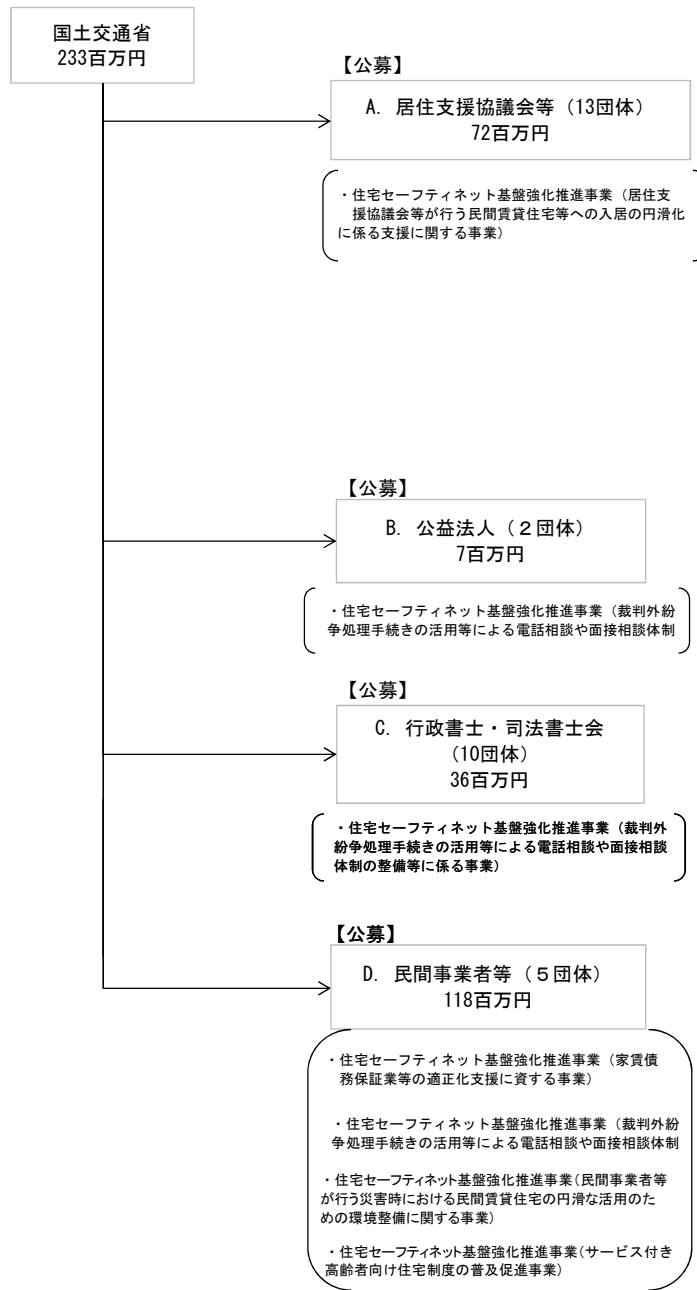 国土交通省
233百万円
【公募】
A. 居住支援協議会等（13団体）
72百万円
・住宅セーフティネット基盤強化推進事業（居住支
援協議会等が行う民間賃貸住宅等への入居の円滑化
に係る支援に関する事業）
【公募】
B. 公益法人（２団体）
7百万円
・住宅セーフティネット基盤強化推進事業（裁判外紛
争処理手続きの活用等による電話相談や面接相談体制
【公募】
C. 行政書士・司法書士会
(10団体)
36百万円
・住宅セーフティネット基盤強化推進事業（裁判外
紛争処理手続きの活用等による電話相談や面接相談
体制の整備等に係る事業）
【公募】
D. 民間事業者等（５団体）
118百万円
・住宅セーフティネット基盤強化推進事業（家賃債
務保証業等の適正化支援に資する事業）
・住宅セーフティネット基盤強化推進事業（裁判外紛
争処理手続きの活用等による電話相談や面接相談体制
・住宅セーフティネット基盤強化推進事業(民間事業者等
が行う災害時における民間賃貸住宅の円滑な活用のた
めの環境整備に関する事業）
・住宅セーフティネット基盤強化推進事業(サービス付き
高齢者向け住宅制度の普及促進事業）